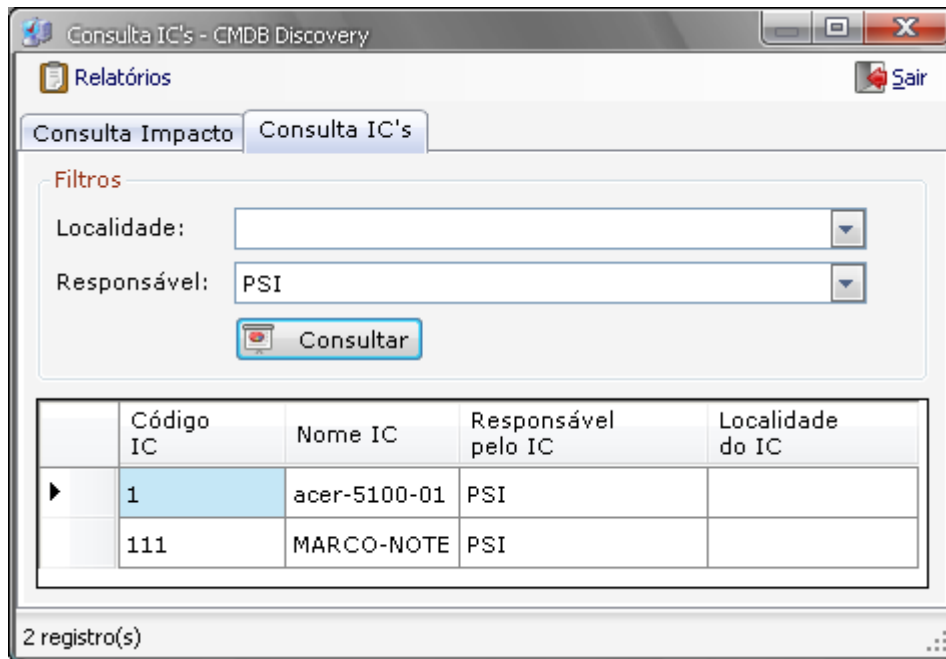 Consulta IC's - CMDB Discovery
Relatórios
Sair
Consulta Impacto
Consulta IC's
Filtros
Localidade:
Responsável: PSI
Consultar
Código IC Nome IC Responsável pelo IC Localidade do IC
1 acer-5100-01 PSI
111 MARCO-NOTE PSI
2 registro(s)